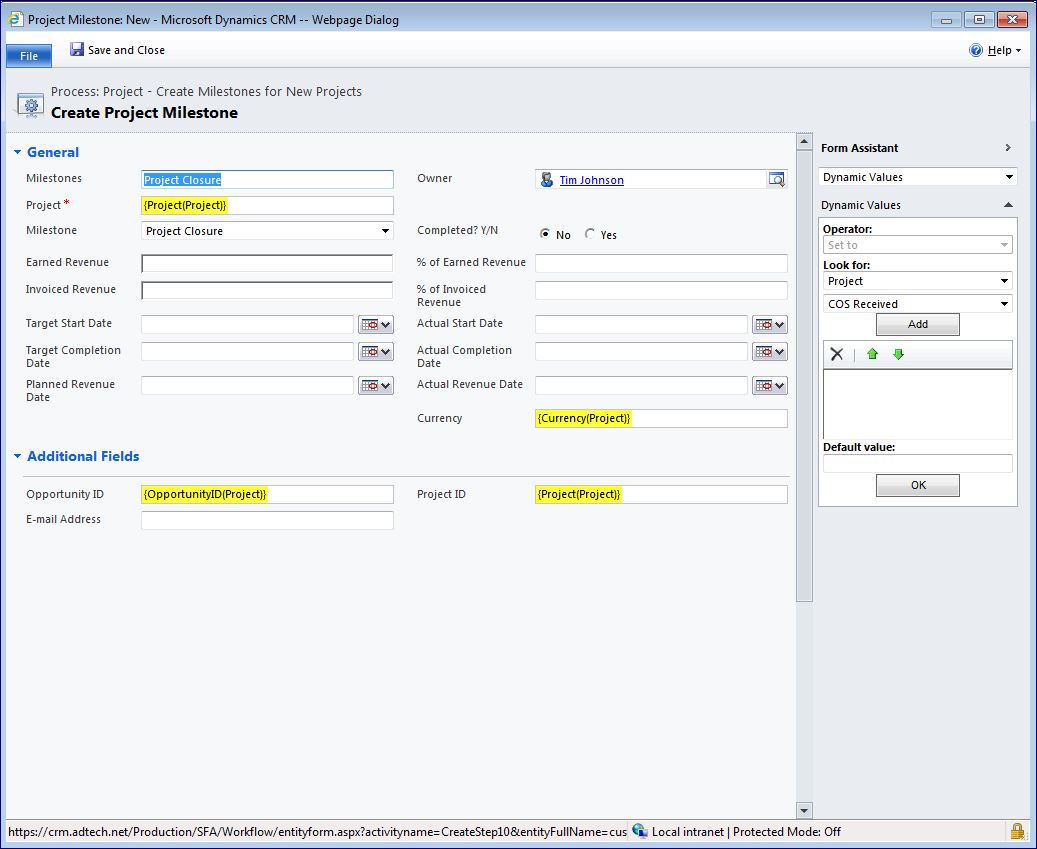 Project Milestone: New - Microsoft Dynamics CRM -- Webpage Dialog
File
Save and Close
Help
Process: Project - Create Milestones for New Projects
Create Project Milestone
General
Milestones
Project Closure
Owner
Tim Johnson
Project *
{Project(Project)}
Milestone
Project Closure
Completed? Y/N
No
Yes
Earned Revenue
% of Earned Revenue
Invoiced Revenue
% of Invoiced
Revenue
Target Start Date
Actual Start Date
Target Completion
Date
Actual Completion
Date
Planned Revenue
Date
Actual Revenue Date
Currency
{Currency(Project)}
Additional Fields
Opportunity ID
{OpportunityID(Project)}
Project ID
{Project(Project)}
E-mail Address
Form Assistant
Dynamic Values
Dynamic Values
Operator:
Set to
Look for:
Project
COS Received
Add
Default value:
OK
https://crm.adtech.net/Production/SFA/Workflow/entityform.aspx?activityname=CreateStep10&entityFullName=cus
Local intranet | Protected Mode: Off